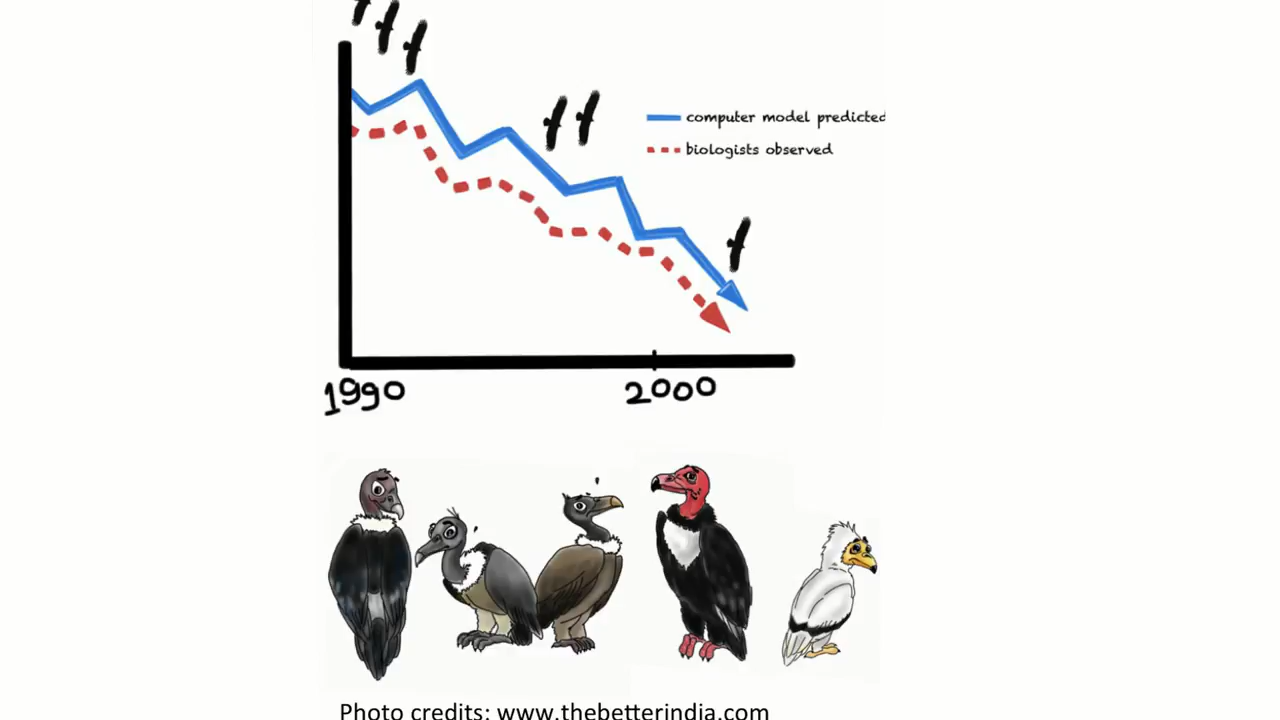 computer model predicted
biologists observed
1990
2000
Photo credits: www.thebetterindia.com